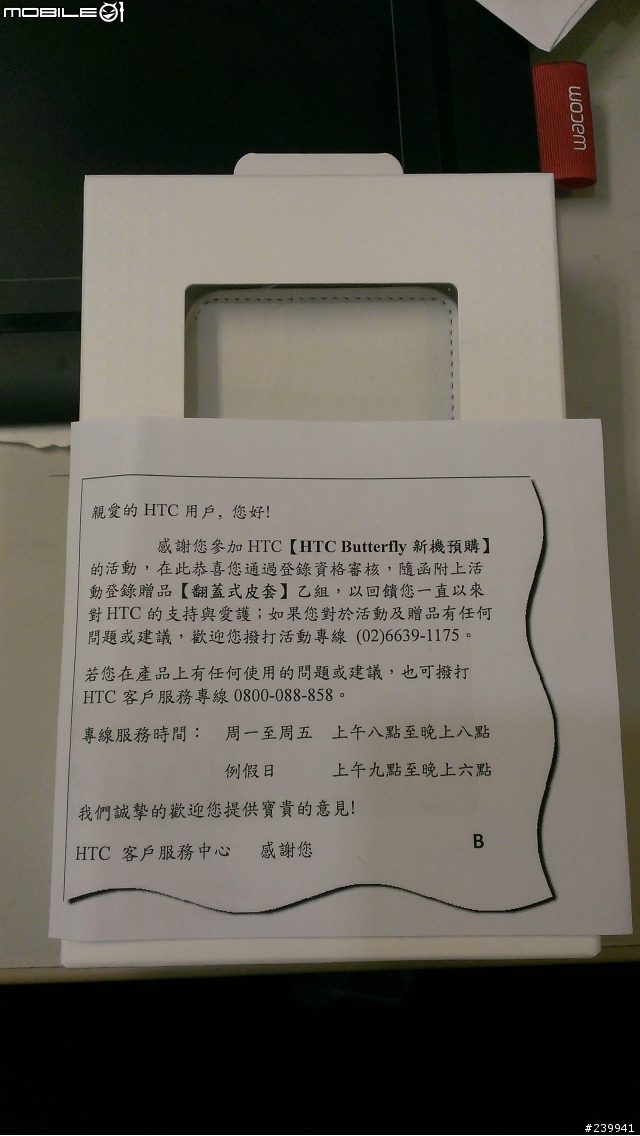 MOBILE01
wacom
親愛的 HTC 用戶, 您好!
感謝您參加 HTC【HTC Butterfly 新機預購】
的活動，在此恭喜您通過登錄資格審核，隨函附上活
動登錄贈品【翻蓋式皮套】乙組，以回饋您一直以來
對 HTC 的支持與愛護；如果您對於活動及贈品有任何
問題或建議，歡迎您撥打活動專線 (02)6639-1175。
若您在產品上有任何使用的問題或建議，也可撥打
HTC 客戶服務專線 0800-088-858。
專線服務時間： 周一至周五 上午八點至晚上八點
例假日 上午九點至晚上六點
我們誠摯的歡迎您提供寶貴的意見!
HTC 客戶服務中心 感謝您 B
#239941